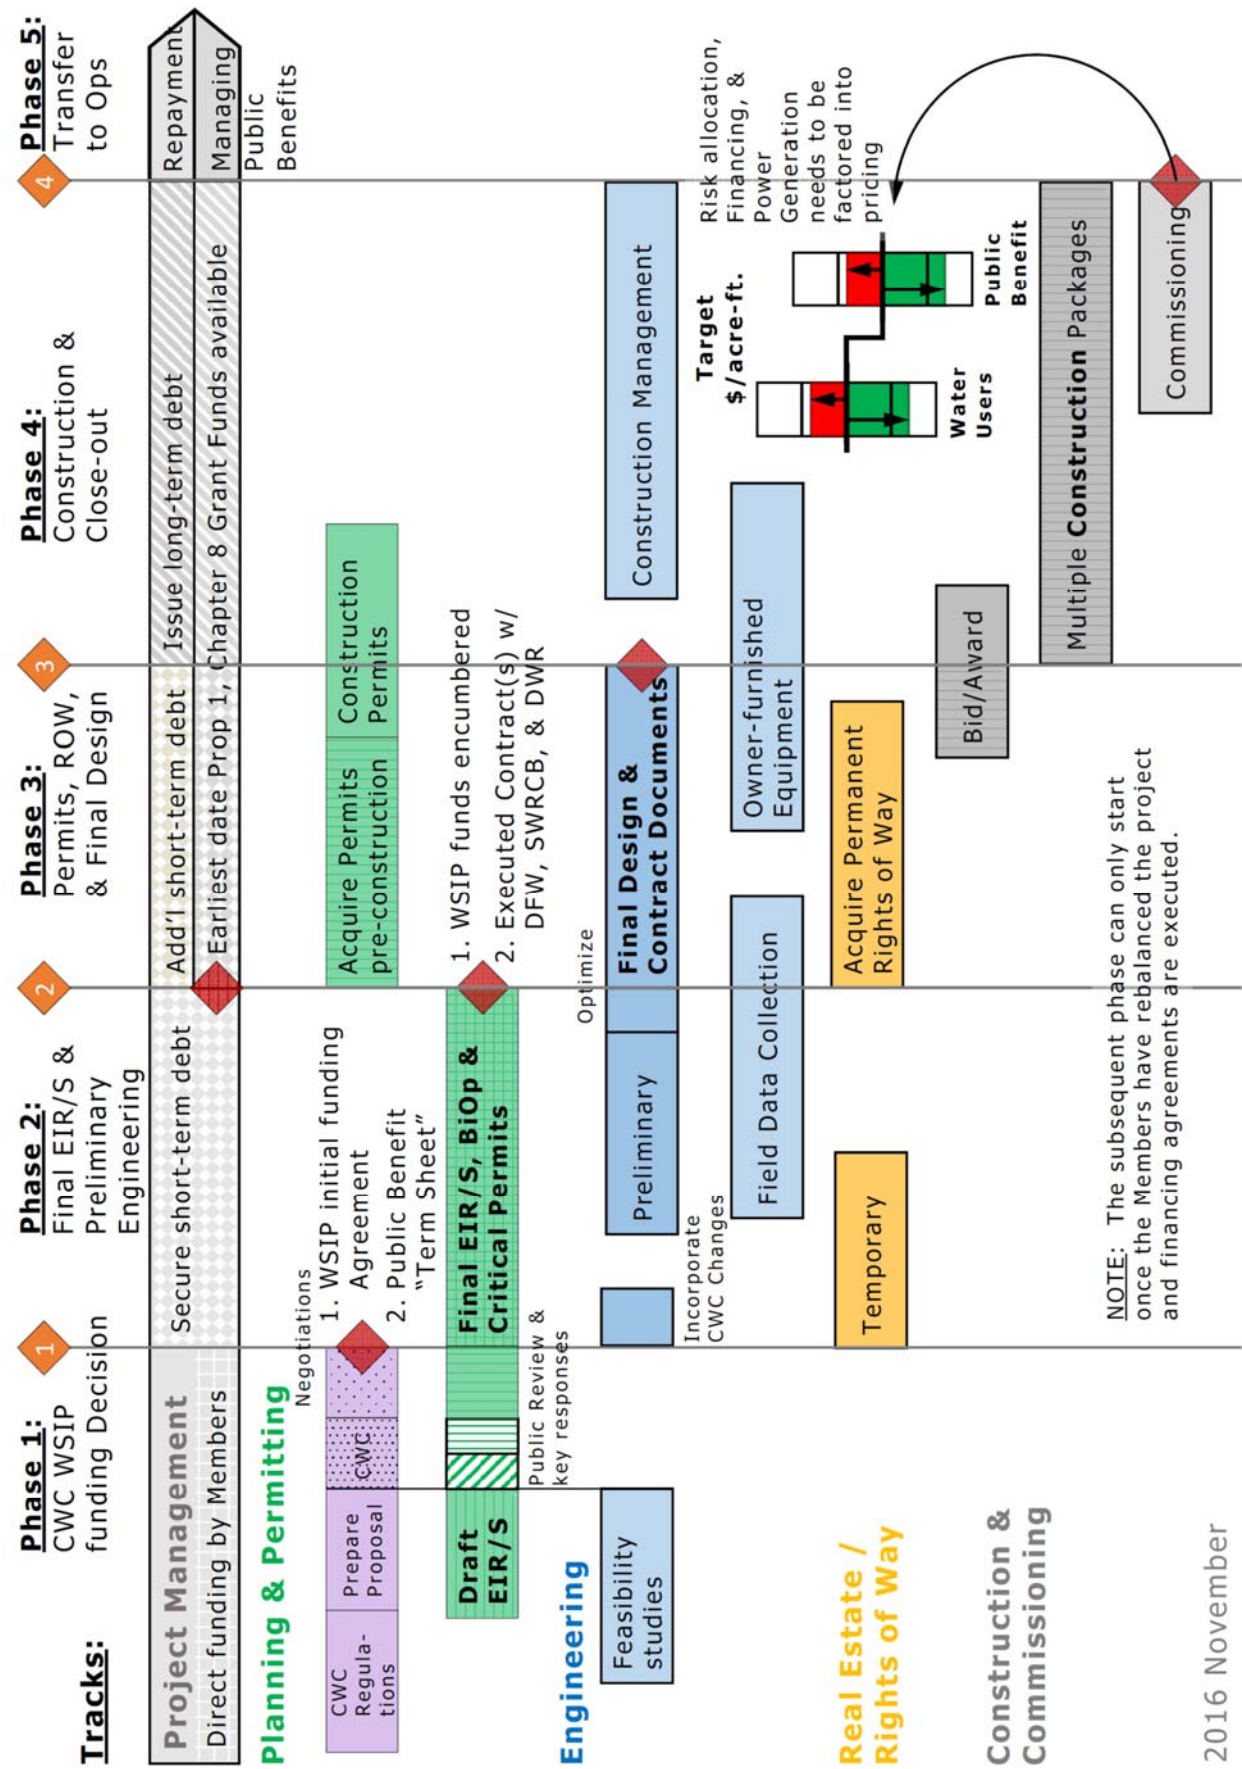 Tracks:
Phase 1:
CWC WSIP
funding Decision
Phase 2:
Final EIR/S &
Preliminary
Engineering
Phase 3:
Permits, ROW,
& Final Design
Phase 4:
Construction &
Close-out
Phase 5:
Transfer
to Ops
1
2
3
4
Project Management
Secure short-term debt
Add'l short-term debt
Issue long-term debt
Repayment
Direct funding by Members
Earliest date Prop 1, Chapter 8 Grant Funds available
Managing
Public
Benefits
Planning & Permitting
Negotiations
CWC
Regula-
tions
Prepare
Proposal
CWC
1. WSIP initial funding
Agreement
2. Public Benefit
"Term Sheet"
Acquire Permits
pre-construction
Construction
Permits
Draft
EIR/S
Final EIR/S, BiOp &
Critical Permits
1. WSIP funds encumbered
2. Executed Contract(s) w/
DFW, SWRCB, & DWR
Public Review &
key responses
Engineering
Optimize
Feasibility
studies
Preliminary
Final Design &
Contract Documents
Construction Management
Incorporate
CWC Changes
Field Data Collection
Owner-furnished
Equipment
Target
$/acre-ft.
Water
Users
Public
Benefit
Risk allocation,
Financing, &
Power
Generation
needs to be
factored into
pricing
Real Estate /
Rights of Way
Temporary
Acquire Permanent
Rights of Way
Construction &
Commissioning
Bid/Award
Multiple Construction Packages
Commissioning
NOTE: The subsequent phase can only start
once the Members have rebalanced the project
and financing agreements are executed.
2016 November